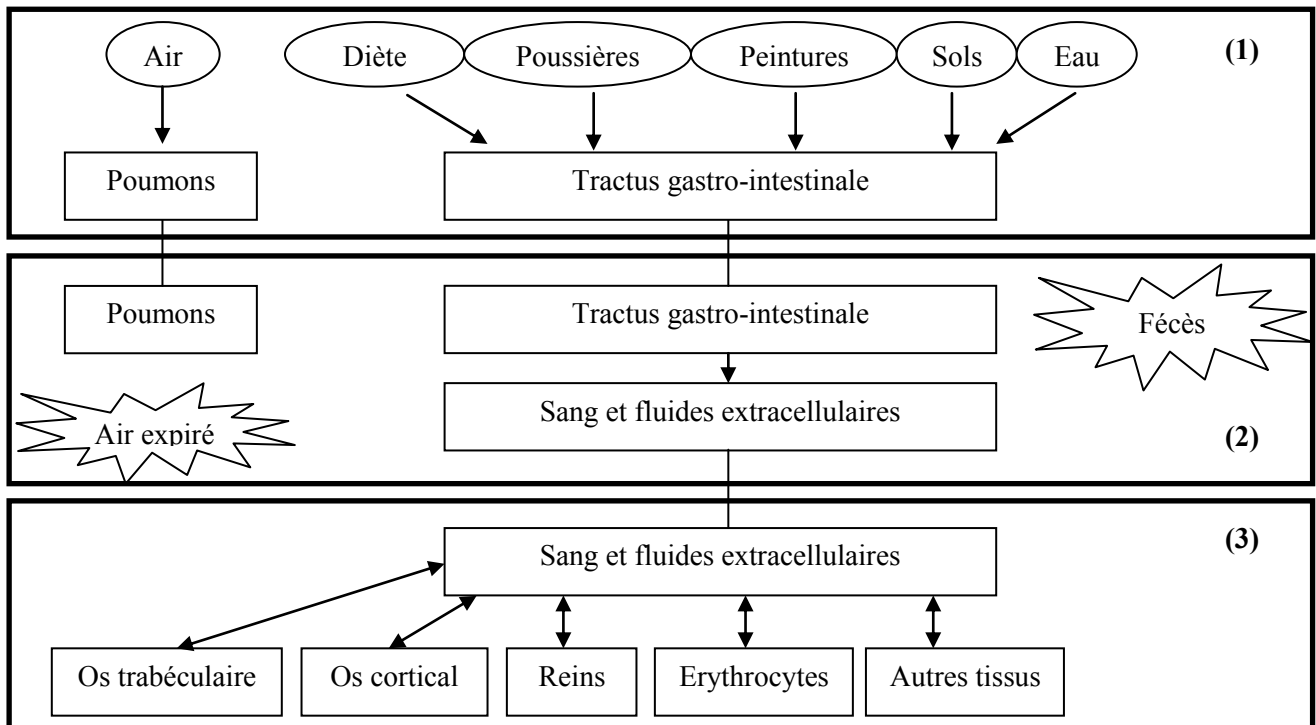 Air
Diète
Poussières
Peintures
Sols
Eau
(1)
Poumons
Tractus gastro-intestinale
Poumons
Tractus gastro-intestinale
Fécès
Sang et fluides extracellulaires
Air expiré
(2)
Sang et fluides extracellulaires
(3)
Os trabéculaire
Os cortical
Reins
Erythrocytes
Autres tissus